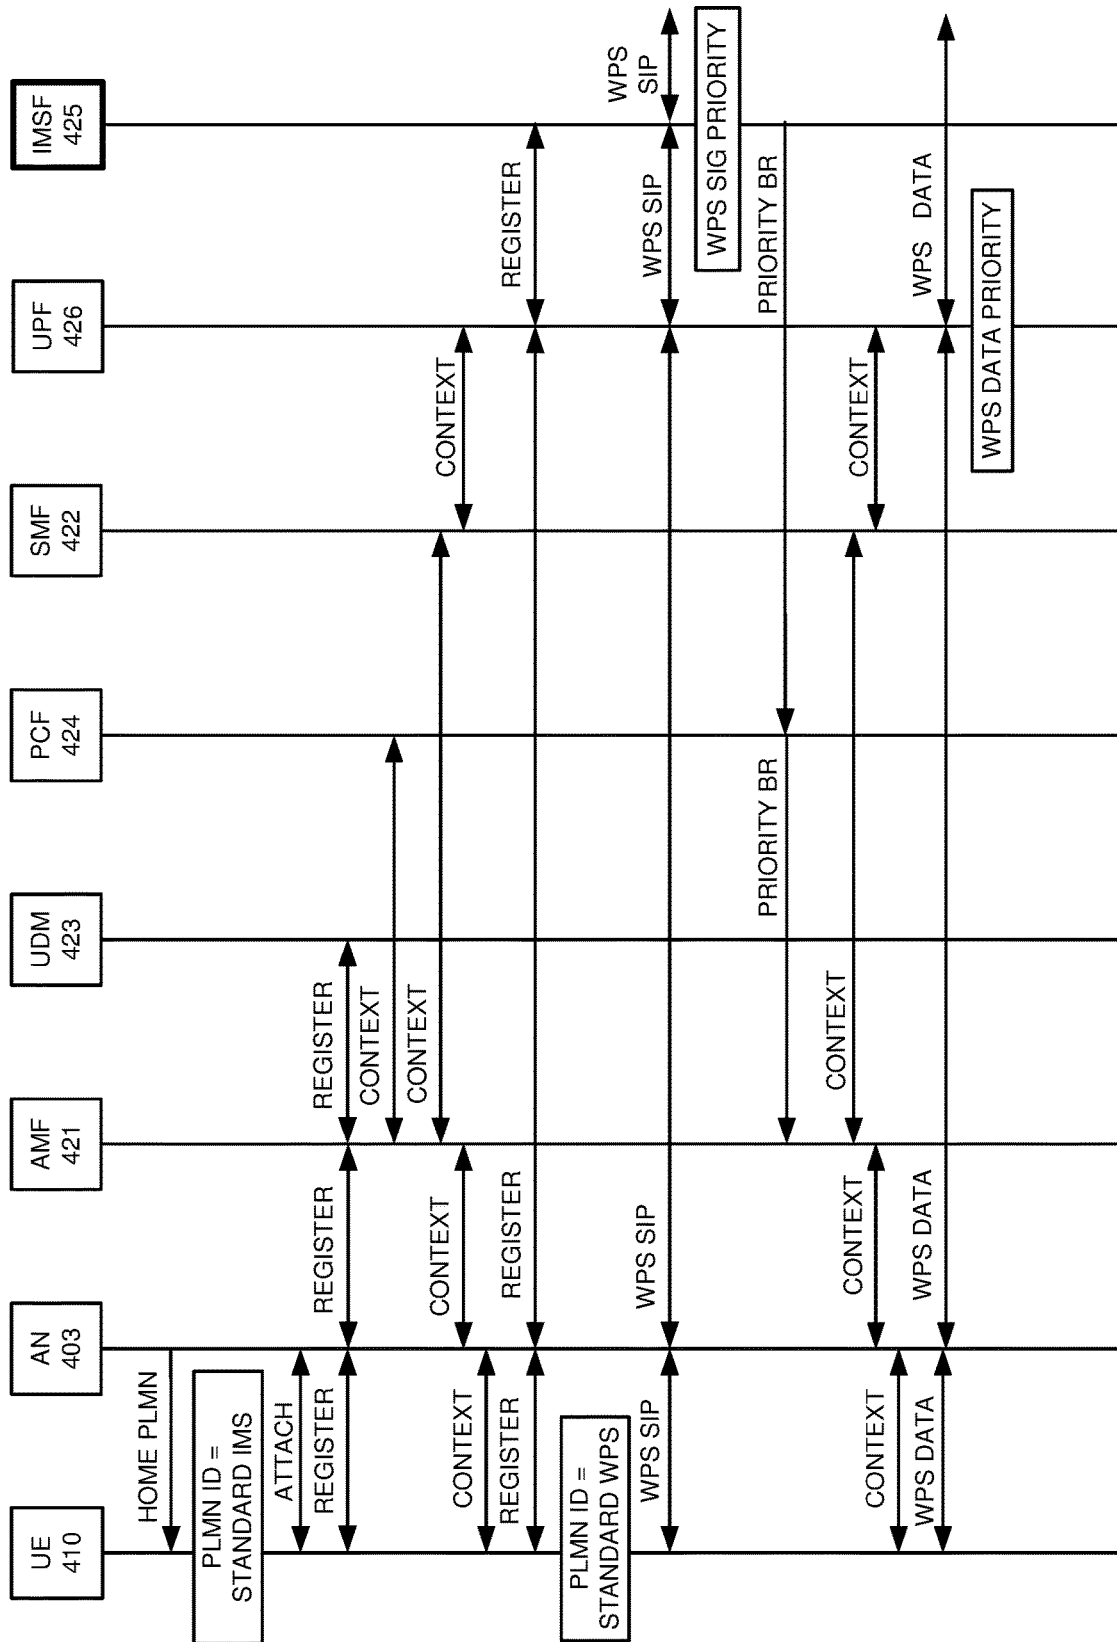 UE
410
AN
403
AMF
421
UDM
423
PCF
424
SMF
422
UPF
426
IMSF
425
HOME PLMN
PLMN ID =
STANDARD IMS
ATTACH
REGISTER
REGISTER
REGISTER
CONTEXT
CONTEXT
CONTEXT
CONTEXT
CONTEXT
REGISTER
REGISTER
REGISTER
PLMN ID =
STANDARD WPS
WPS SIP
WPS SIP
WPS SIP
WPS
SIP
WPS SIG PRIORITY
PRIORITY BR
PRIORITY BR
CONTEXT
CONTEXT
CONTEXT
CONTEXT
WPS DATA
WPS DATA
WPS DATA
WPS DATA PRIORITY